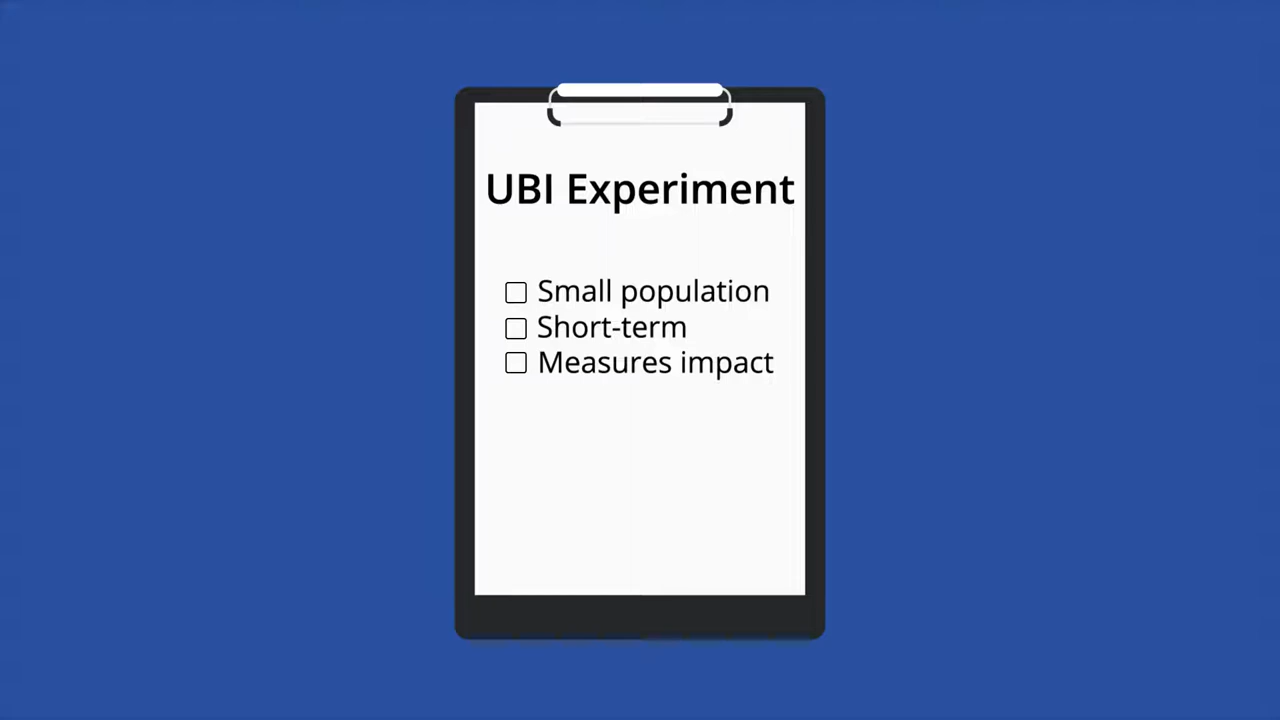 UBI Experiment
Small population
Short-term
Measures impact